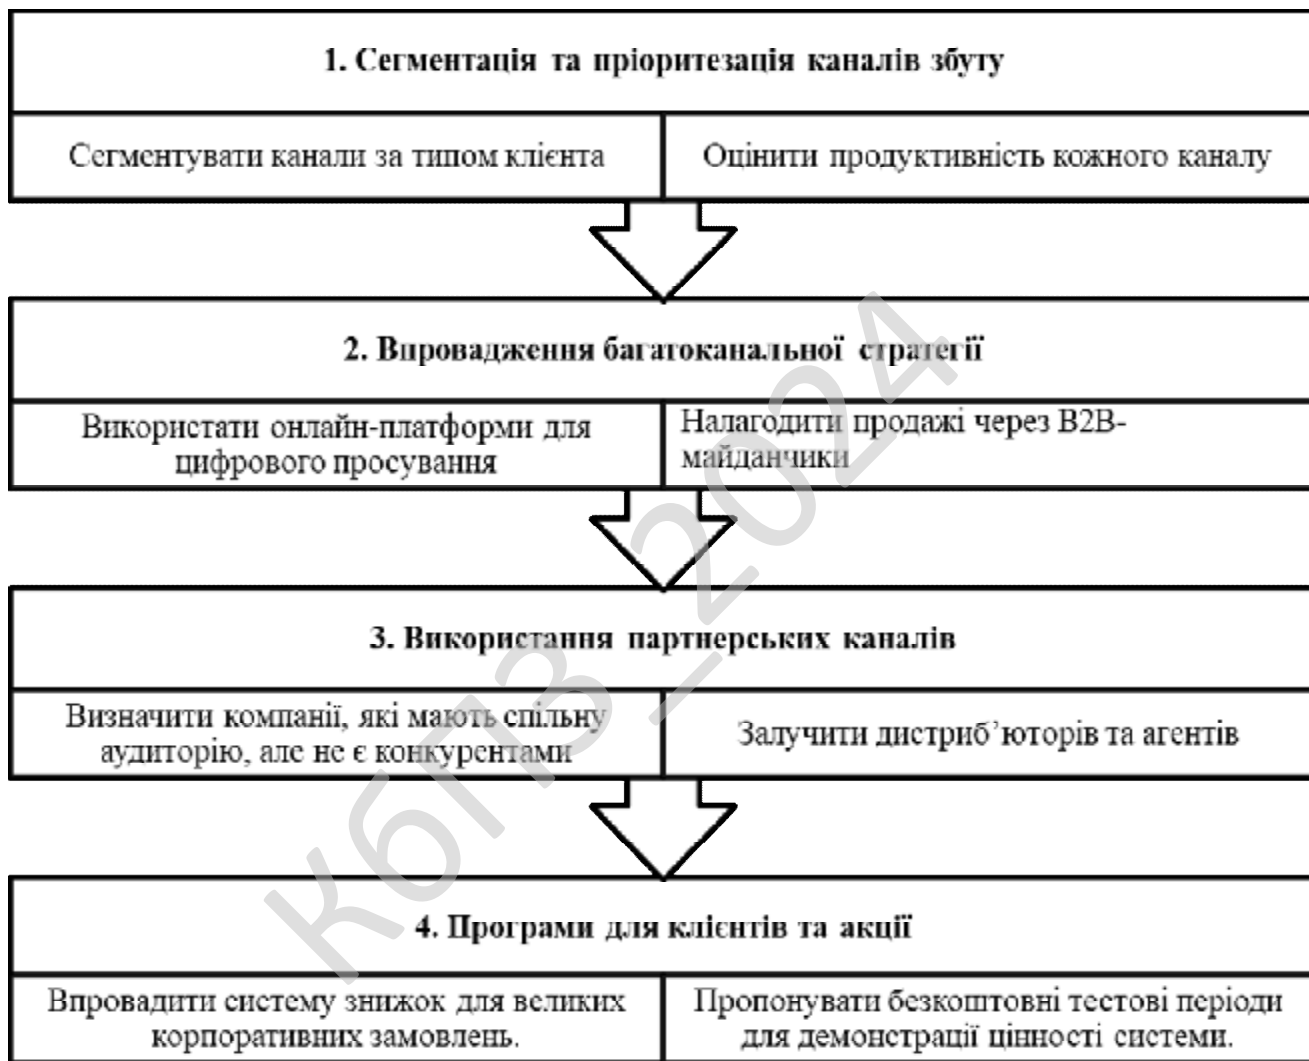 1. Сегментація та пріоритезація каналів збуту
Сегментувати канали за типом клієнта
Оцінити продуктивність кожного каналу
2. Впровадження багатоканальної стратегії
Використати онлайн-платформи для
цифрового просування
Налагодити продажі через B2B-
майданчики
3. Використання партнерських каналів
Визначити компанії, які мають спільну
аудиторію, але не є конкурентами
Залучити дистриб’юторів та агентів
4. Програми для клієнтів та акції
Впровадити систему знижок для великих
корпоративних замовлень.
Пропонувати безкоштовні тестові періоди
для демонстрації цінності системи.
КбПЗ_2024